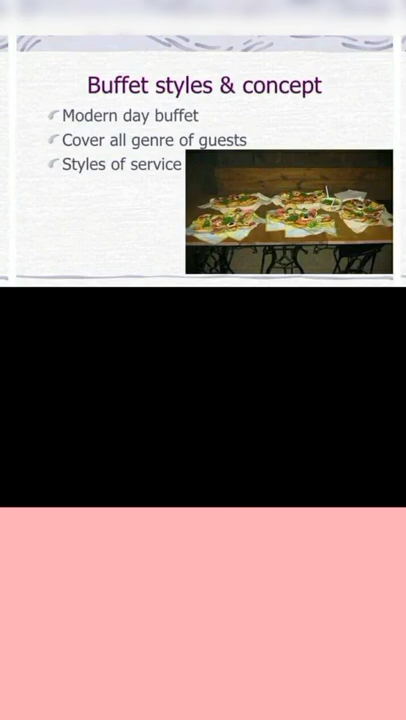 Buffet styles & concept
Modern day buffet
Cover all genre of guests
Styles of service